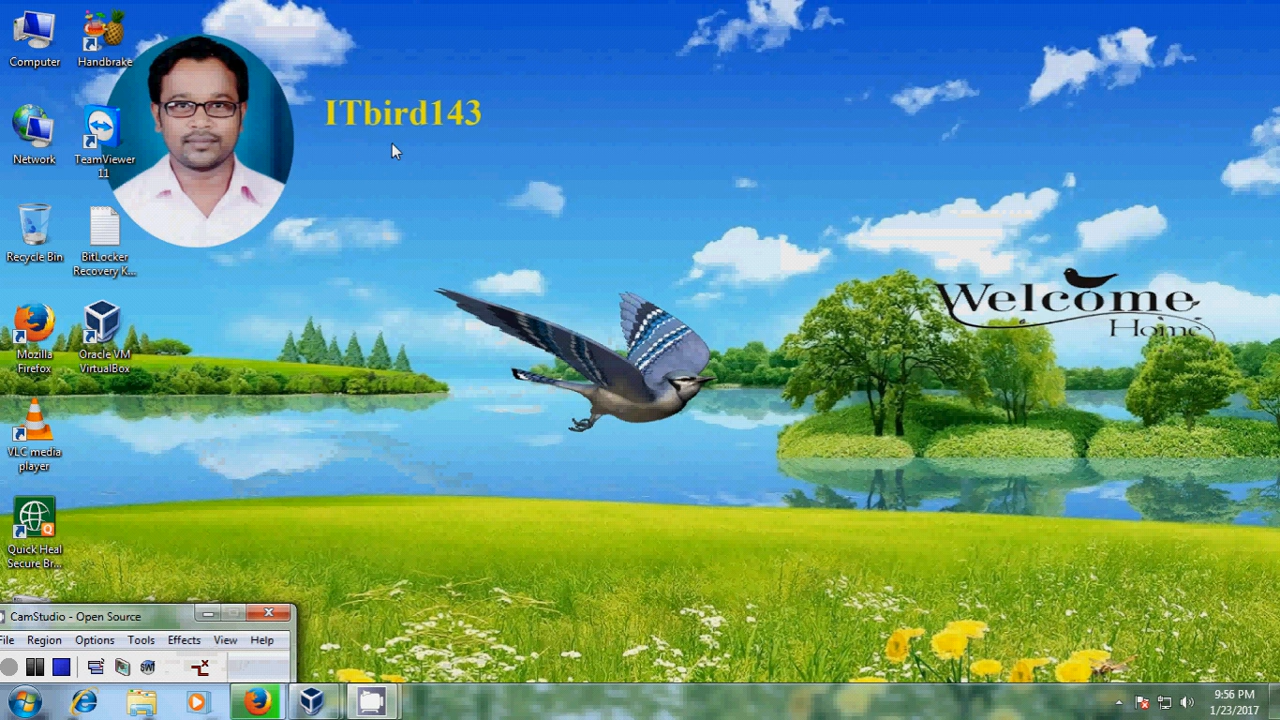 Computer
Handbrake
ITbird143
Network
TeamViewer
11
Recycle Bin
BitLocker
Recovery K...
Welcome
Home
Mozilla
Firefox
Oracle VM
VirtualBox
VLC media
player
Quick Heal
Secure Br...
CamStudio - Open Source
File Region Options Tools Effects View Help
9:56 PM
1/23/2017